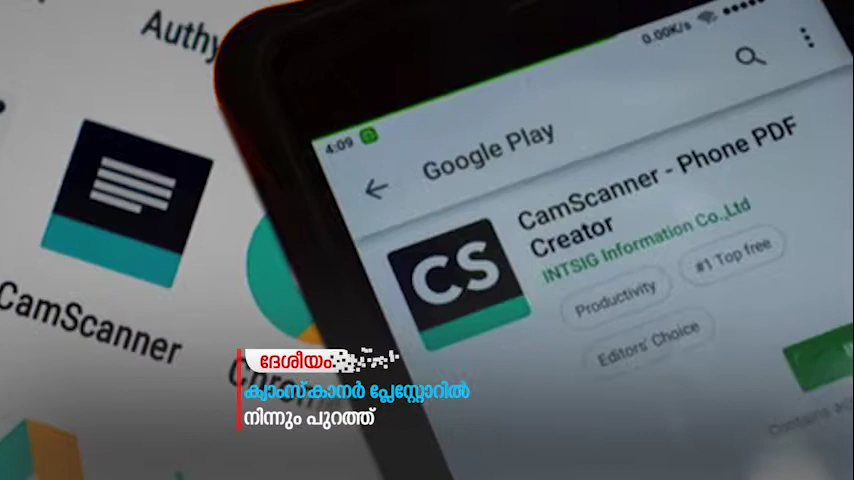 Authy
0.00K/s
4:09
Google Play
CamScanner - Phone PDF
Creator
INTSIG Information Co.,Ltd
CS
Productivity
#1 Top free
Editors' Choice
CamScanner
ദേശീയം
ക്യാംസ്കാനർ പ്ലേസ്റ്റോറിൽ
നിന്നും പുറത്ത്